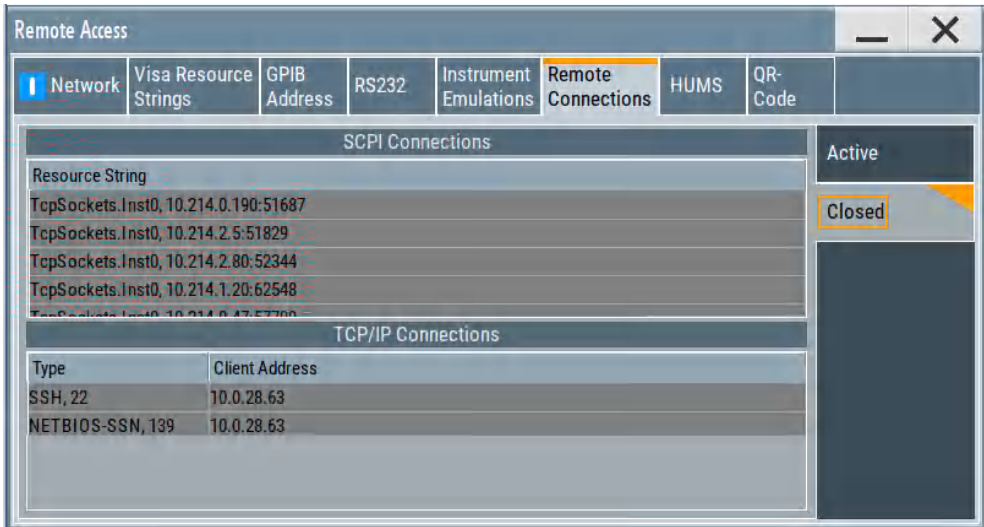 Remote Access
Network
Visa Resource
Strings
GPIB
Address
RS232
Instrument
Emulations
Remote
Connections
HUMS
QR-
Code
SCPI Connections
Resource String
TcpSockets.Inst0, 10.214.0.190:51687
TcpSockets.Inst0, 10.214.2.5:51829
TcpSockets.Inst0, 10.214.2.80:52344
TcpSockets.Inst0, 10.214.1.20:62548
TCP/IP Connections
Type Client Address
SSH, 22 10.0.28.63
NETBIOS-SSN, 139 10.0.28.63
Active
Closed